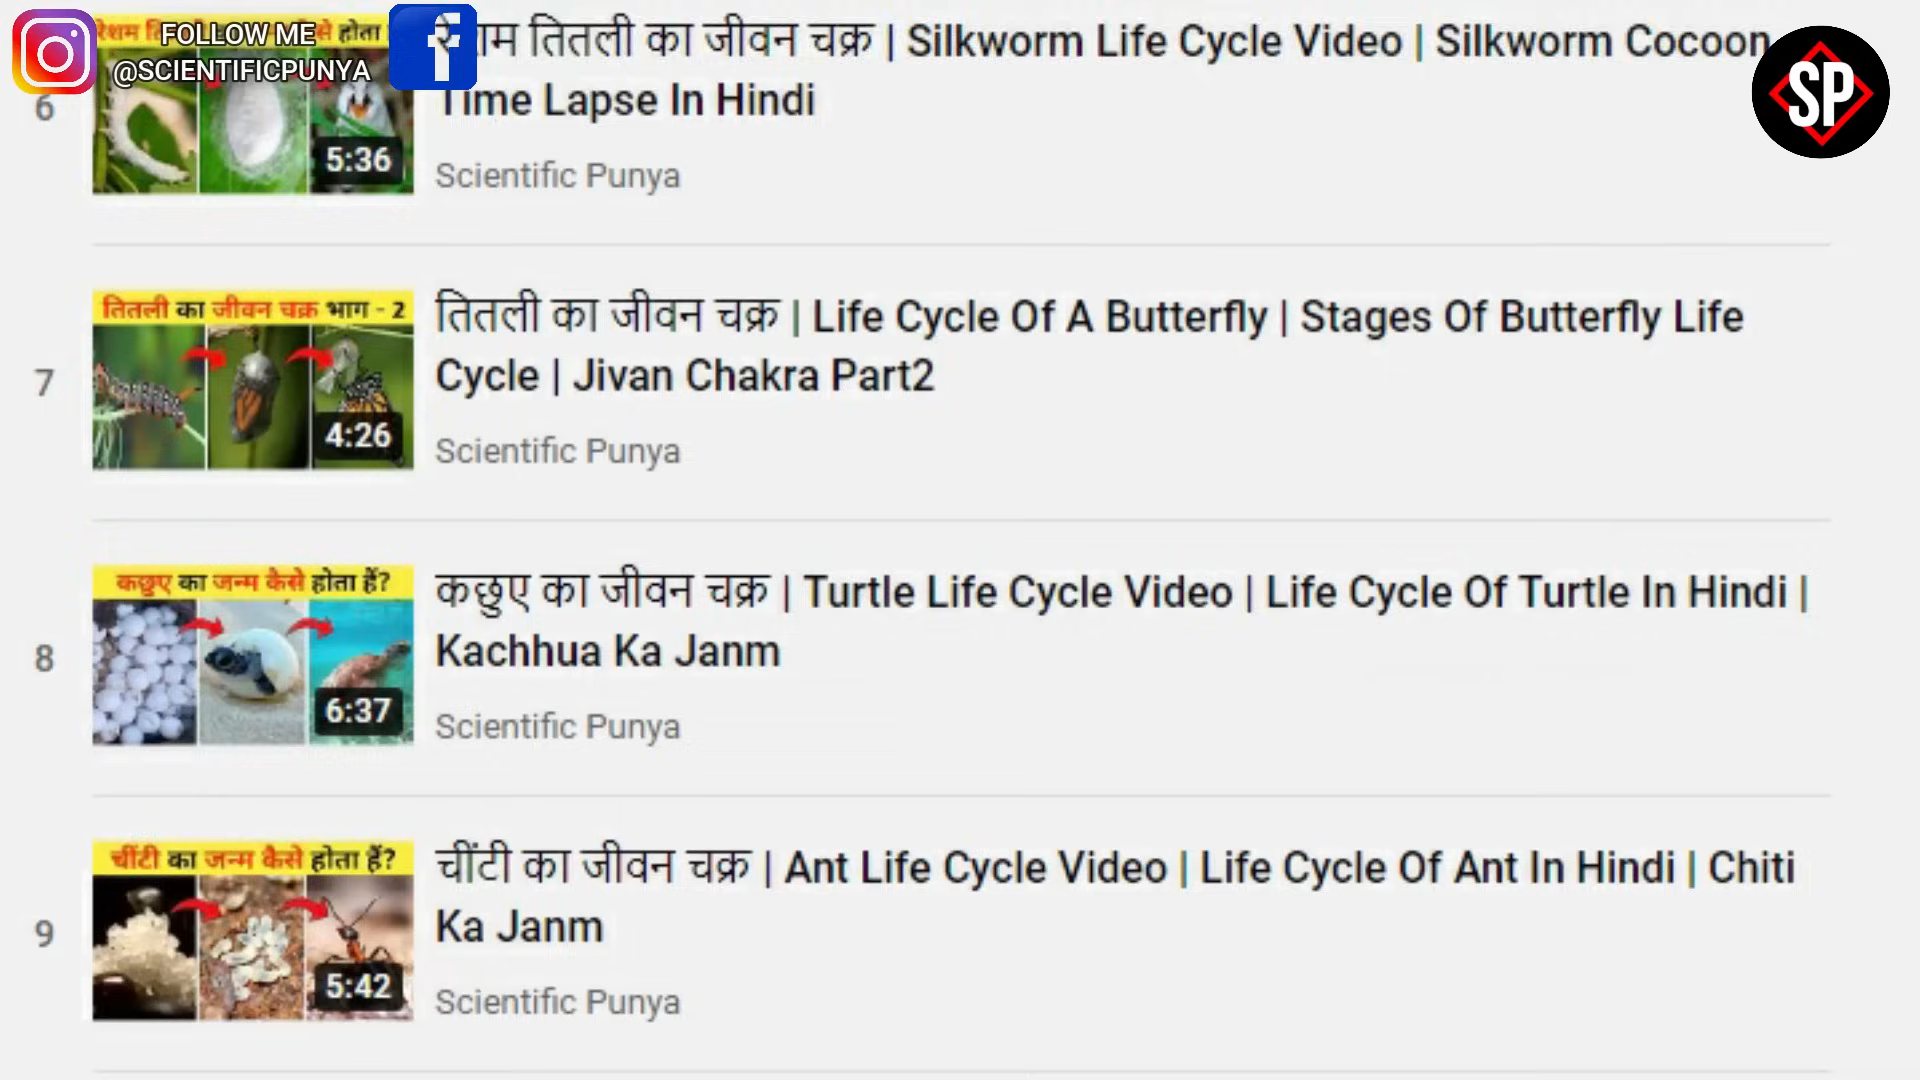 FOLLOW ME
@SCIENTIFICPUNYA
SP
6
तितली का जीवन चक्र | Silkworm Life Cycle Video | Silkworm Cocoon
Time Lapse In Hindi
5:36
Scientific Punya
7
तितली का जीवन चक्र भाग - 2
4:26
तितली का जीवन चक्र | Life Cycle Of A Butterfly | Stages Of Butterfly Life
Cycle | Jivan Chakra Part2
Scientific Punya
8
कछुए का जन्म कैसे होता हैं?
6:37
कछुए का जीवन चक्र | Turtle Life Cycle Video | Life Cycle Of Turtle In Hindi |
Kachhua Ka Janm
Scientific Punya
9
चींटी का जन्म कैसे होता हैं?
5:42
चींटी का जीवन चक्र | Ant Life Cycle Video | Life Cycle Of Ant In Hindi | Chiti
Ka Janm
Scientific Punya